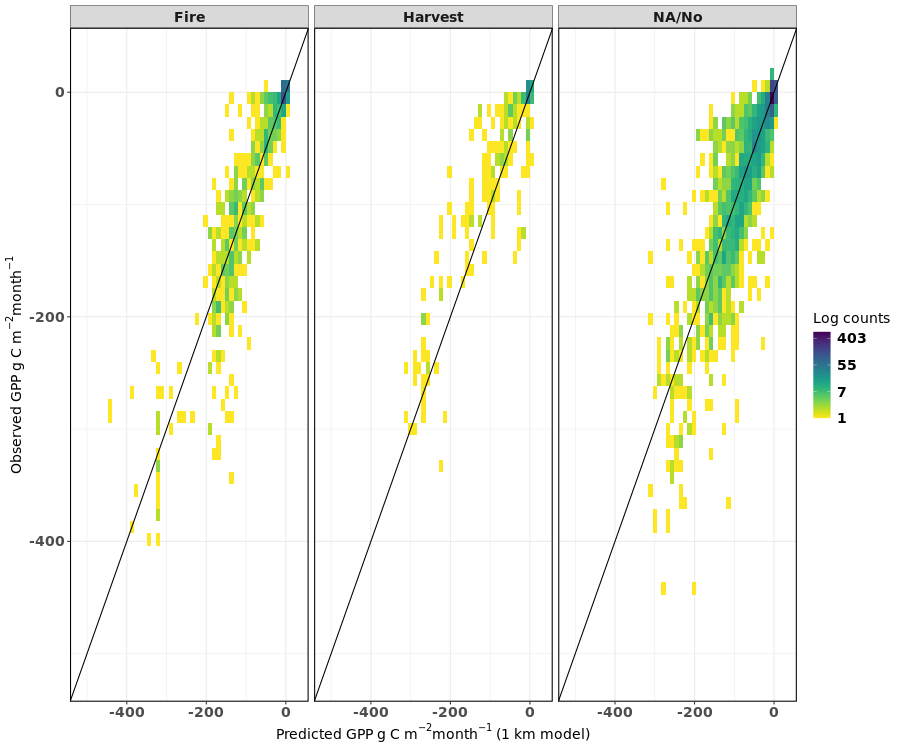 Fire Harvest NA/No
0
-200
-400
Observed GPP g C m⁻²month⁻¹
Log counts
403
55
7
1
-400 -200 0 -400 -200 0 -400 -200 0
Predicted GPP g C m⁻²month⁻¹ (1 km model)